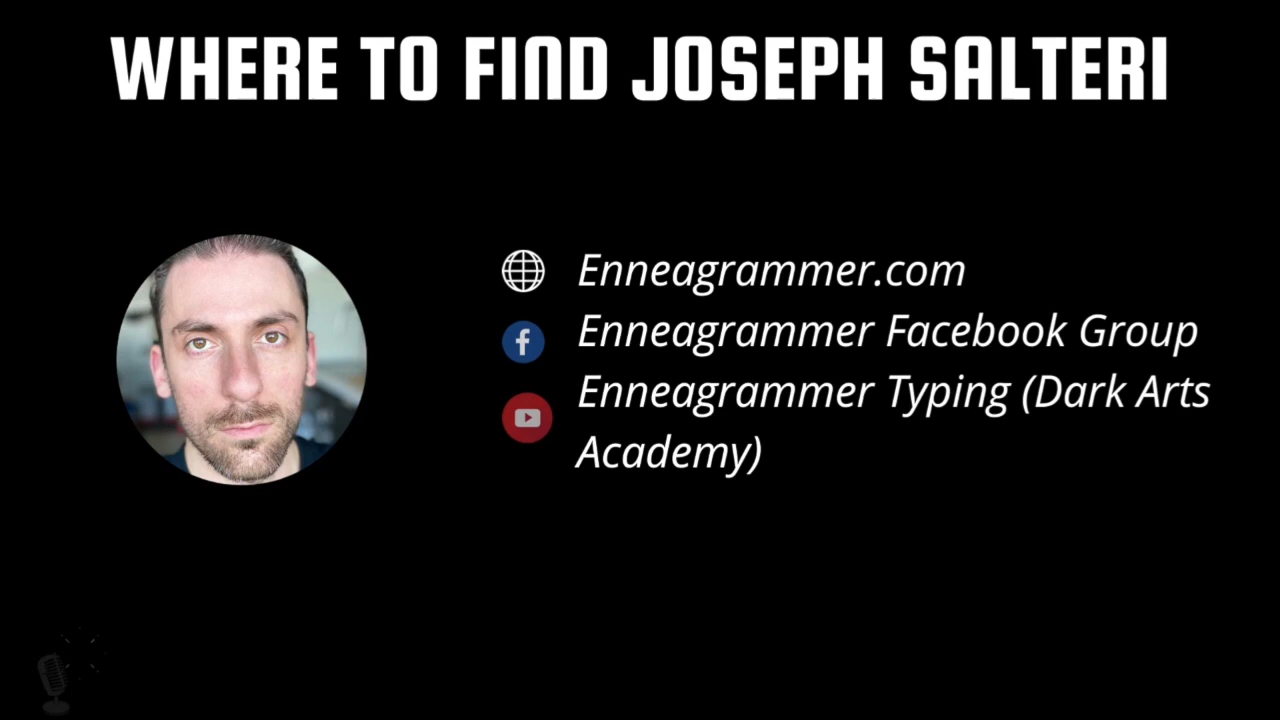 WHERE TO FIND JOSEPH SALTERI
Enneagrammer.com
Enneagrammer Facebook Group
Enneagrammer Typing (Dark Arts
Academy)